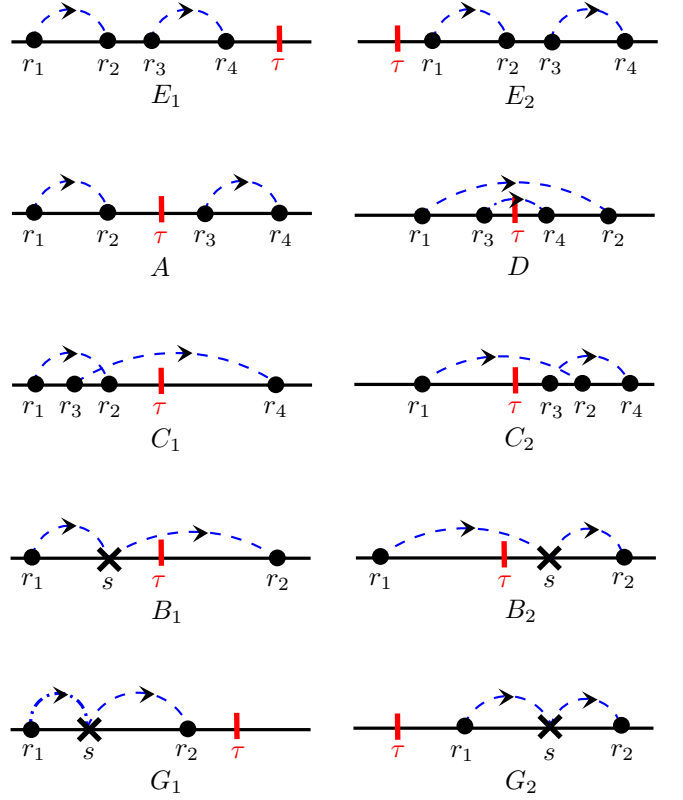 r1 r2 r3 r4 τ
E1
τ r1 r2 r3 r4
E2
r1 r2 τ r3 r4
A
r1 r3 τ r4 r2
D
r1 r3 r2 τ r4
C1
r1 τ r3 r2 r4
C2
r1 s τ r2
B1
r1 τ s r2
B2
r1 s r2 τ
G1
τ r1 s r2
G2